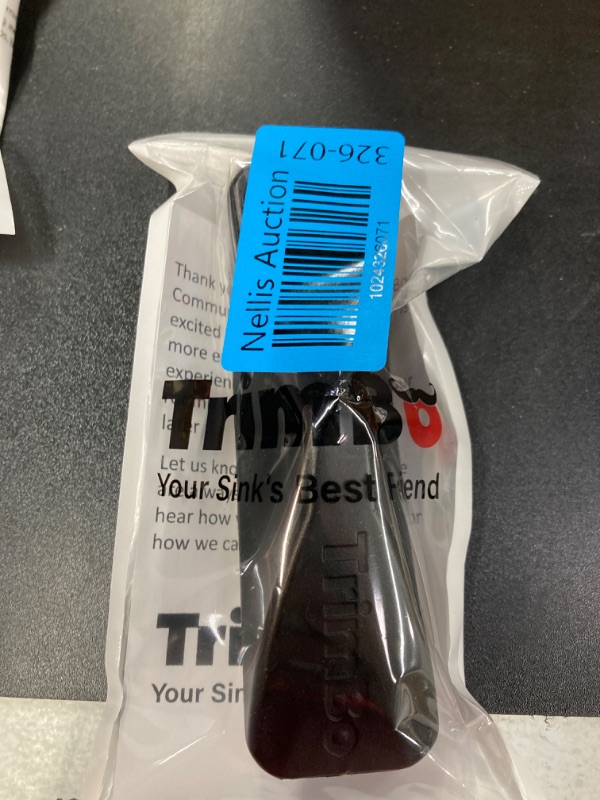 326-071
Nellis Auction
1024326071
Thank
Commu
excited
more e
experien
TrimBo
Your Sink's Best Friend
Let us kno
hear how
how we ca
TrimBo
Tri
Your Sin